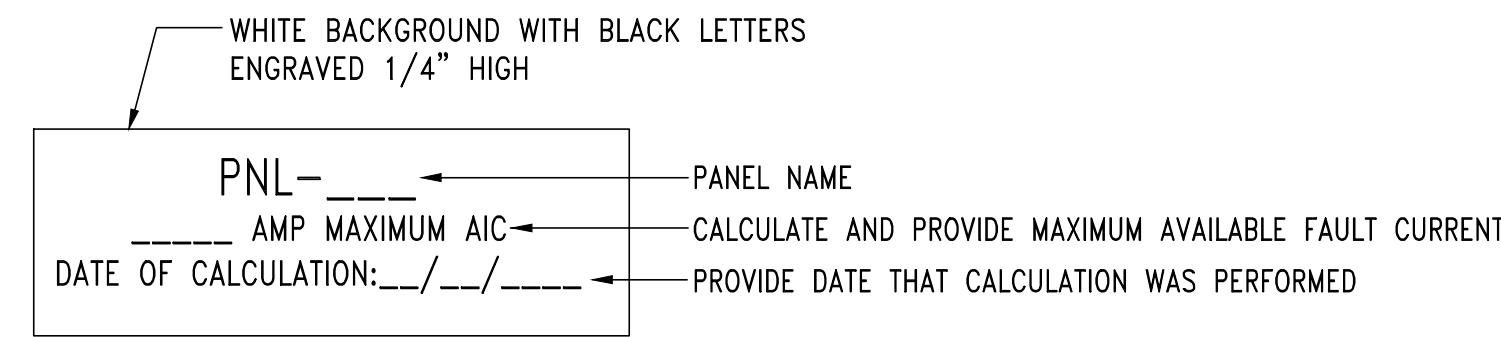 WHITE BACKGROUND WITH BLACK LETTERS
ENGRAVED 1/4” HIGH
PNL-___
PANEL NAME
_____ AMP MAXIMUM AIC
CALCULATE AND PROVIDE MAXIMUM AVAILABLE FAULT CURRENT
DATE OF CALCULATION:__/__/____
PROVIDE DATE THAT CALCULATION WAS PERFORMED